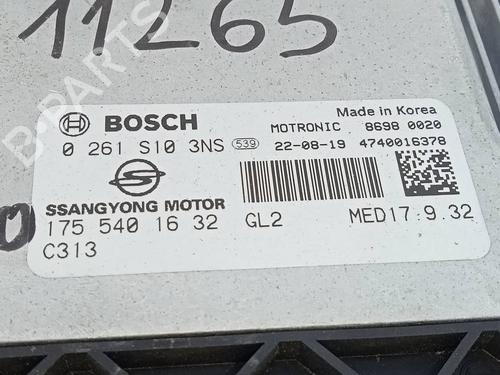 11265
B-PARTS
BOSCH
Made in Korea
MOTRONIC 8698 0020
0 261 S10 3NS 539 22-08-19 4740016378
SSANGYONG MOTOR
175 540 16 32 GL2 MED17.9.32
C313